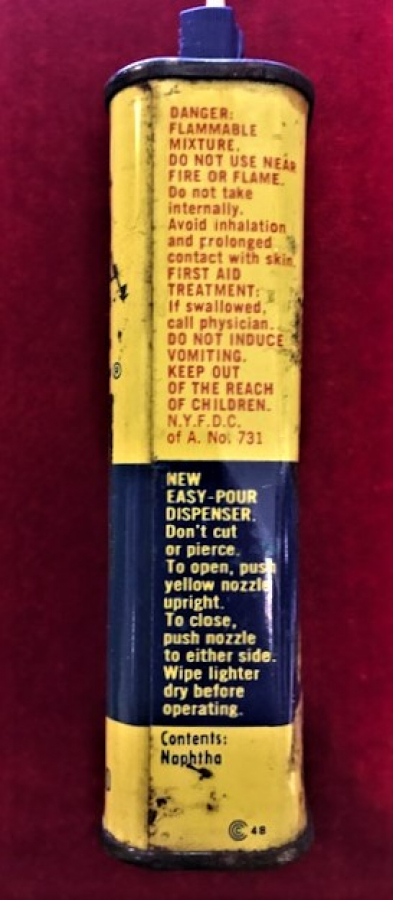 DANGER:
FLAMMABLE
MIXTURE.
DO NOT USE NEAR
FIRE OR FLAME.
Do not take
internally.
Avoid inhalation
and prolonged
contact with skin.
FIRST AID
TREATMENT:
If swallowed,
call physician.
DO NOT INDUCE
VOMITING.
KEEP OUT
OF THE REACH
OF CHILDREN.
N.Y.F.D.C.
of A. No. 731
®
NEW
EASY-POUR
DISPENSER.
Don't cut
or pierce.
To open, push
yellow nozzle
upright.
To close,
push nozzle
to either side.
Wipe lighter
dry before
operating.
Contents:
Naphtha
48